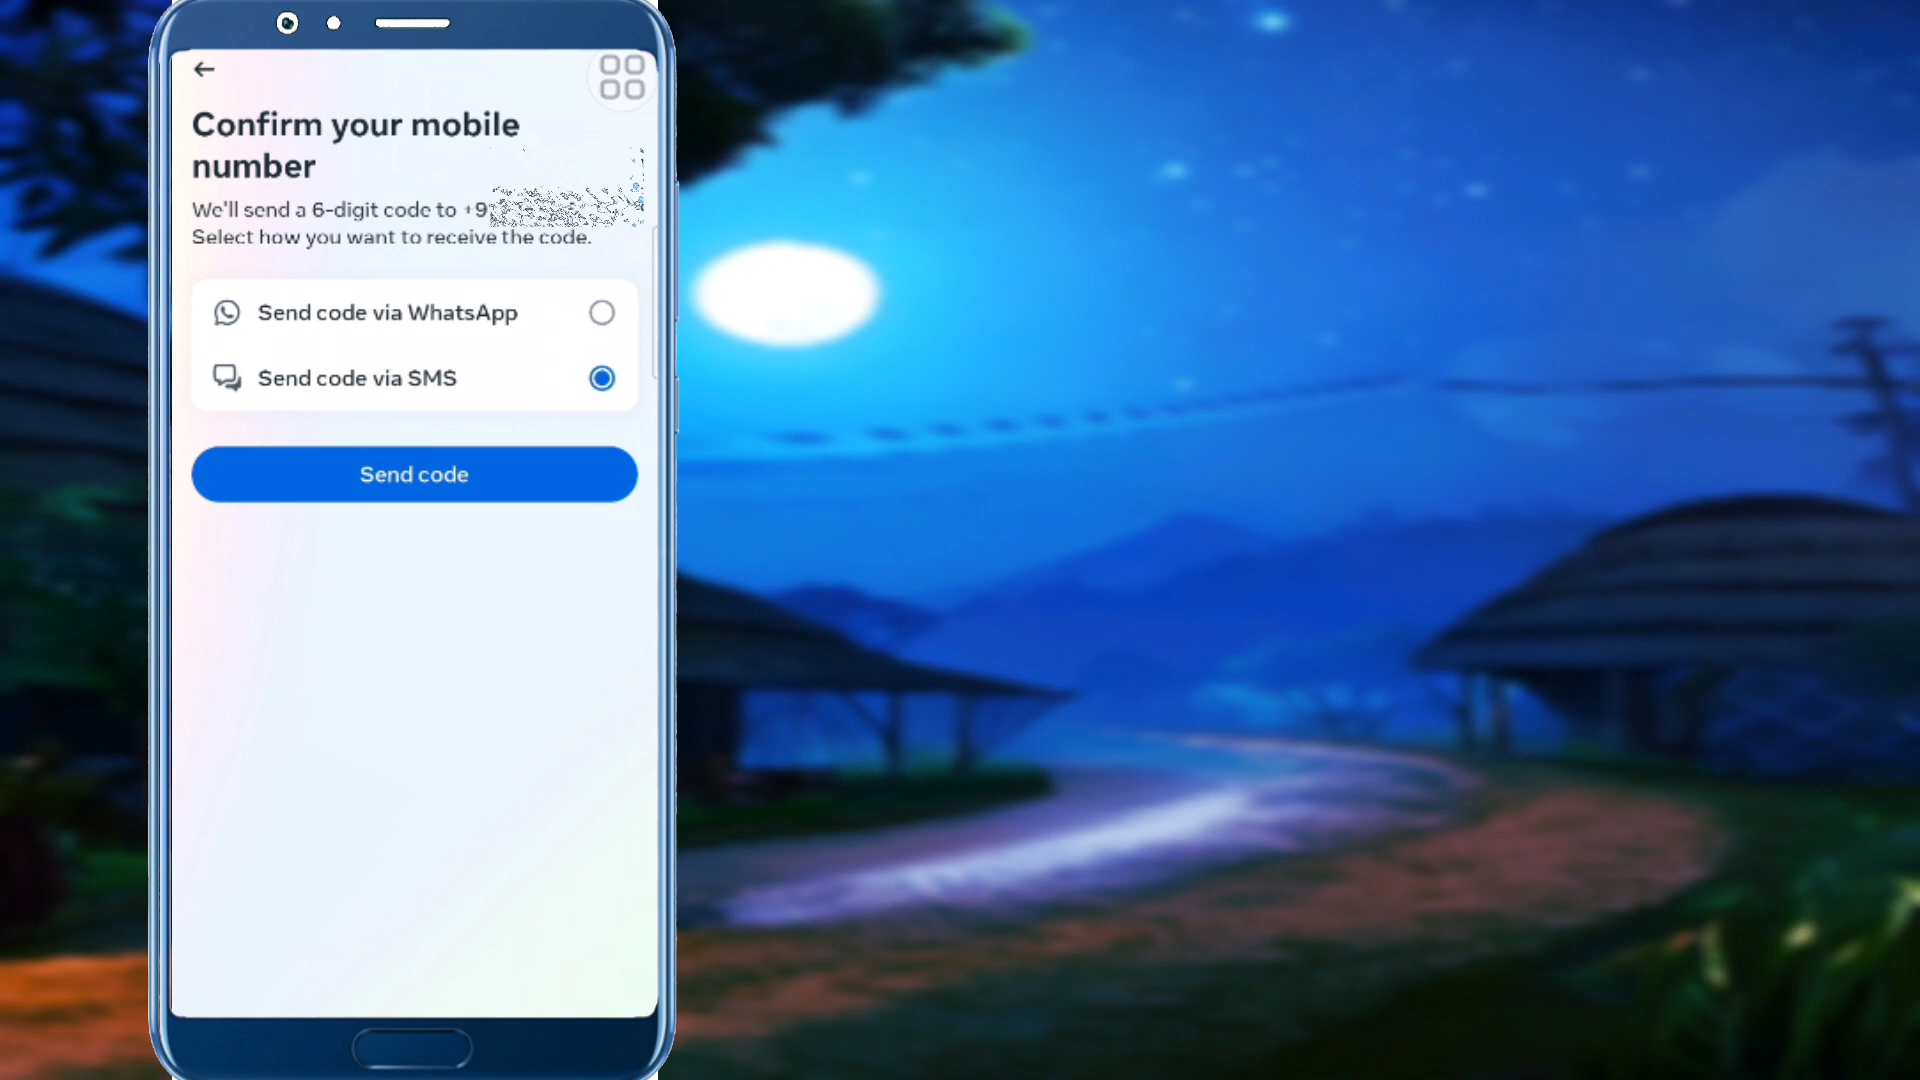 Confirm your mobile
number
We'll send a 6-digit code to +9
Select how you want to receive the code.
Send code via WhatsApp
Send code via SMS
Send code